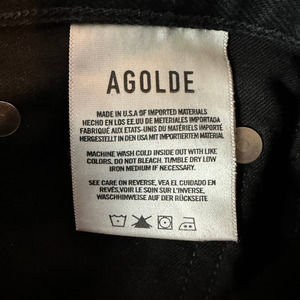 AGOLDE
MADE IN U.S.A OF IMPORTED MATERIALS
HECHO EN LOS EE.UU DE METERIALES IMPORTADA
FABRIQUÉ AUX ETATS-UNIS DU MATÉRIELS IMPORTÉ
HERGESTELLT IN DEN USA MIT IMPORTIERTEM MATERIAL
MACHINE WASH COLD INSIDE OUT WITH LIKE
COLORS. DO NOT BLEACH. TUMBLE DRY LOW
IRON MEDIUM IF NECESSARY.
SEE CARE ON REVERSE, VEA EL CUIDADO EN
REVÉS, VOIR LE SOIN SUR L'INVERSE,
WASCHHINWEISE AUF DER RÜCKSEITE